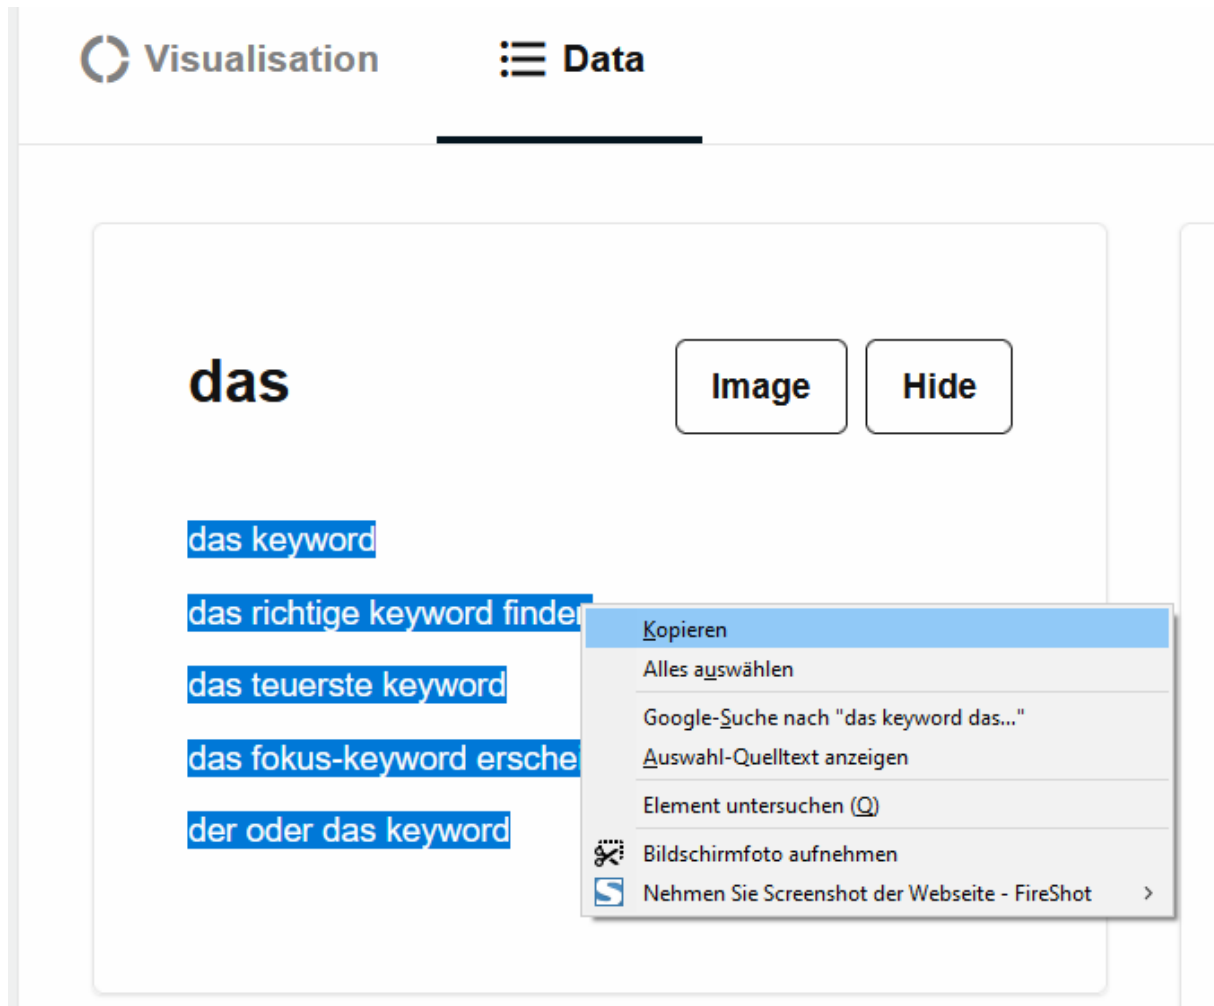 Visualisation
Data
das
Image
Hide
das keyword
das richtige keyword finden
das teuerste keyword
das fokus-keyword
der oder das keyword
Kopieren
Alles auswählen
Google-Suche nach "das keyword das..."
Auswahl-Quelltext anzeigen
Element untersuchen (Q)
Bildschirmfoto aufnehmen
Nehmen Sie Screenshot der Webseite - FireShot